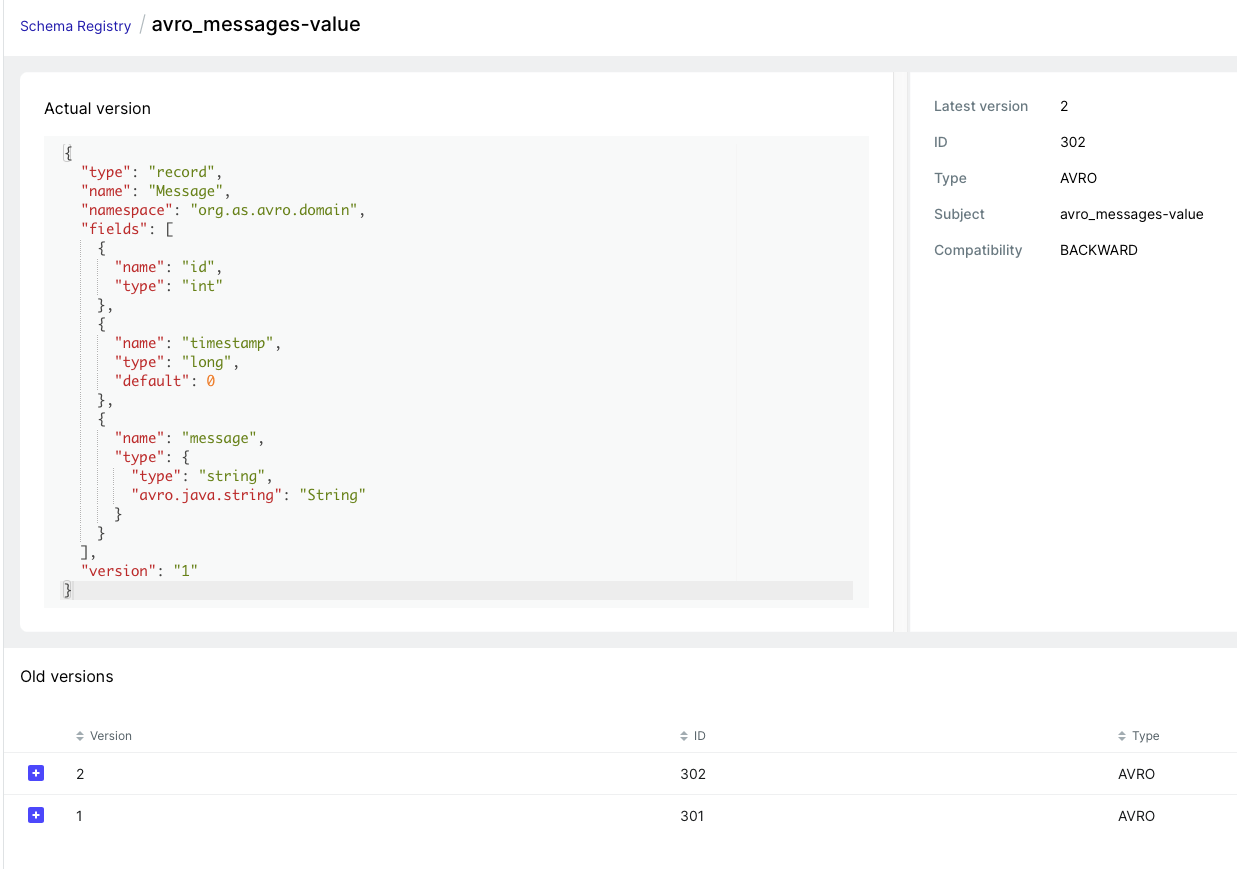 Schema Registry / avro_messages-value
Actual version
{
  "type": "record",
  "name": "Message",
  "namespace": "org.as.avro.domain",
  "fields": [
    {
      "name": "id",
      "type": "int"
    },
    {
      "name": "timestamp",
      "type": "long",
      "default": 0
    },
    {
      "name": "message",
      "type": {
        "type": "string",
        "avro.java.string": "String"
      }
    }
  ],
  "version": "1"
}
Latest version 2
ID 302
Type AVRO
Subject avro_messages-value
Compatibility BACKWARD
Old versions
Version ID Type
2 302 AVRO
1 301 AVRO